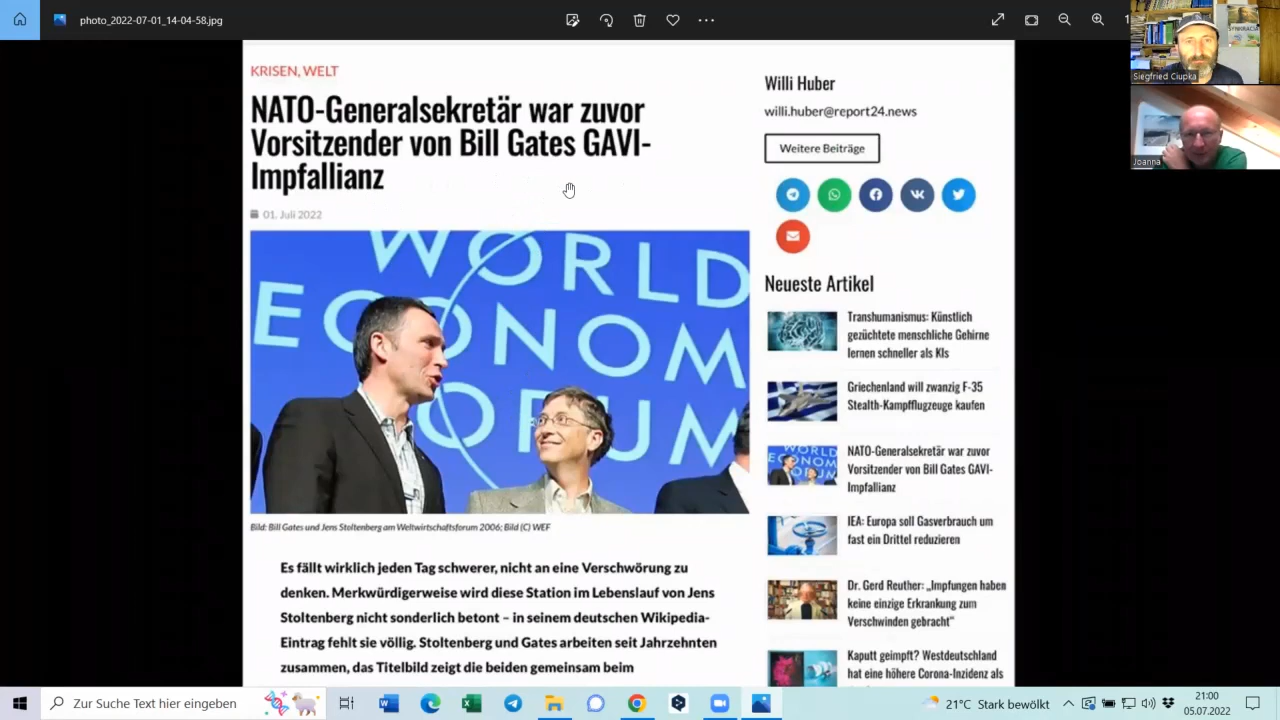 photo_2022-07-01_14-04-58.jpg
Siegfried Ciupka
Joanna
KRISEN, WELT
NATO-Generalsekretär war zuvor
Vorsitzender von Bill Gates GAVI-
Impfallianz
01. Juli 2022
WORLD
ECONOM
FORUM
Bild: Bill Gates und Jens Stoltenberg am Weltwirtschaftsforum 2006; Bild (C) WEF
Es fällt wirklich jeden Tag schwerer, nicht an eine Verschwörung zu
denken. Merkwürdigerweise wird diese Station im Lebenslauf von Jens
Stoltenberg nicht sonderlich betont – in seinem deutschen Wikipedia-
Eintrag fehlt sie völlig. Stoltenberg und Gates arbeiten seit Jahrzehnten
zusammen, das Titelbild zeigt die beiden gemeinsam beim
Willi Huber
willi.huber@report24.news
Weitere Beiträge
Neueste Artikel
Transhumanismus: Künstlich
gezüchtete menschliche Gehirne
lernen schneller als KIs
Griechenland will zwanzig F-35
Stealth-Kampfflugzeuge kaufen
NATO-Generalsekretär war zuvor
Vorsitzender von Bill Gates GAVI-
Impfallianz
IEA: Europa soll Gasverbrauch um
fast ein Drittel reduzieren
Dr. Gerd Reuther: „Impfungen haben
keine einzige Erkrankung zum
Verschwinden gebracht“
Kaputt geimpft? Westdeutschland
hat eine höhere Corona-Inzidenz als
Zur Suche Text hier eingeben
21°C Stark bewölkt
21:00
05.07.2022